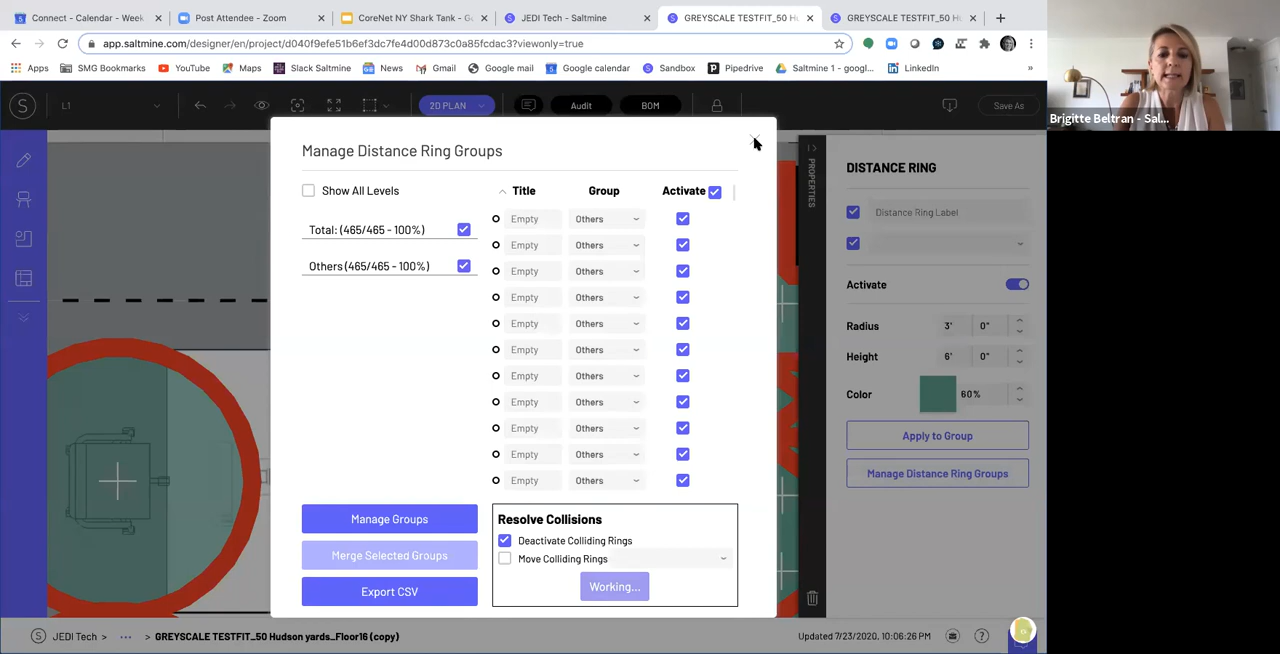 Connect - Calendar - Week
Post Attendee - Zoom
CoreNet NY Shark Tank - Go
JEDI Tech - Saltmine
GREYSCALE TESTFIT_50 Hu
GREYSCALE TESTFIT_50 Huds
app.saltmine.com/designer/en/project/d040f9efe51b6ef3dc7fe4d00d873c0a85fcdac3?viewonly=true
Apps
SMG Bookmarks
YouTube
Maps
Slack Saltmine
News
Gmail
Google mail
Google calendar
Sandbox
Pipedrive
Saltmine 1 - googl...
LinkedIn
»
Brigitte Beltran - Sal...
S
L1
2D PLAN
Audit
BOM
Save As
Manage Distance Ring Groups
Show All Levels
Title
Group
Activate
Total: (465/465 - 100%)
Others (465/465 - 100%)
Empty Others
Empty Others
Empty Others
Empty Others
Empty Others
Empty Others
Empty Others
Empty Others
Empty Others
Empty Others
Empty Others
Manage Groups
Merge Selected Groups
Export CSV
Resolve Collisions
Deactivate Colliding Rings
Move Colliding Rings
Working...
PROPERTIES
DISTANCE RING
Distance Ring Label
Activate
Radius 3' 0"
Height 6' 0"
Color 60%
Apply to Group
Manage Distance Ring Groups
S JEDI Tech > ••• > GREYSCALE TESTFIT_50 Hudson yards_Floor16 (copy)
Updated 7/23/2020, 10:06:26 PM
?